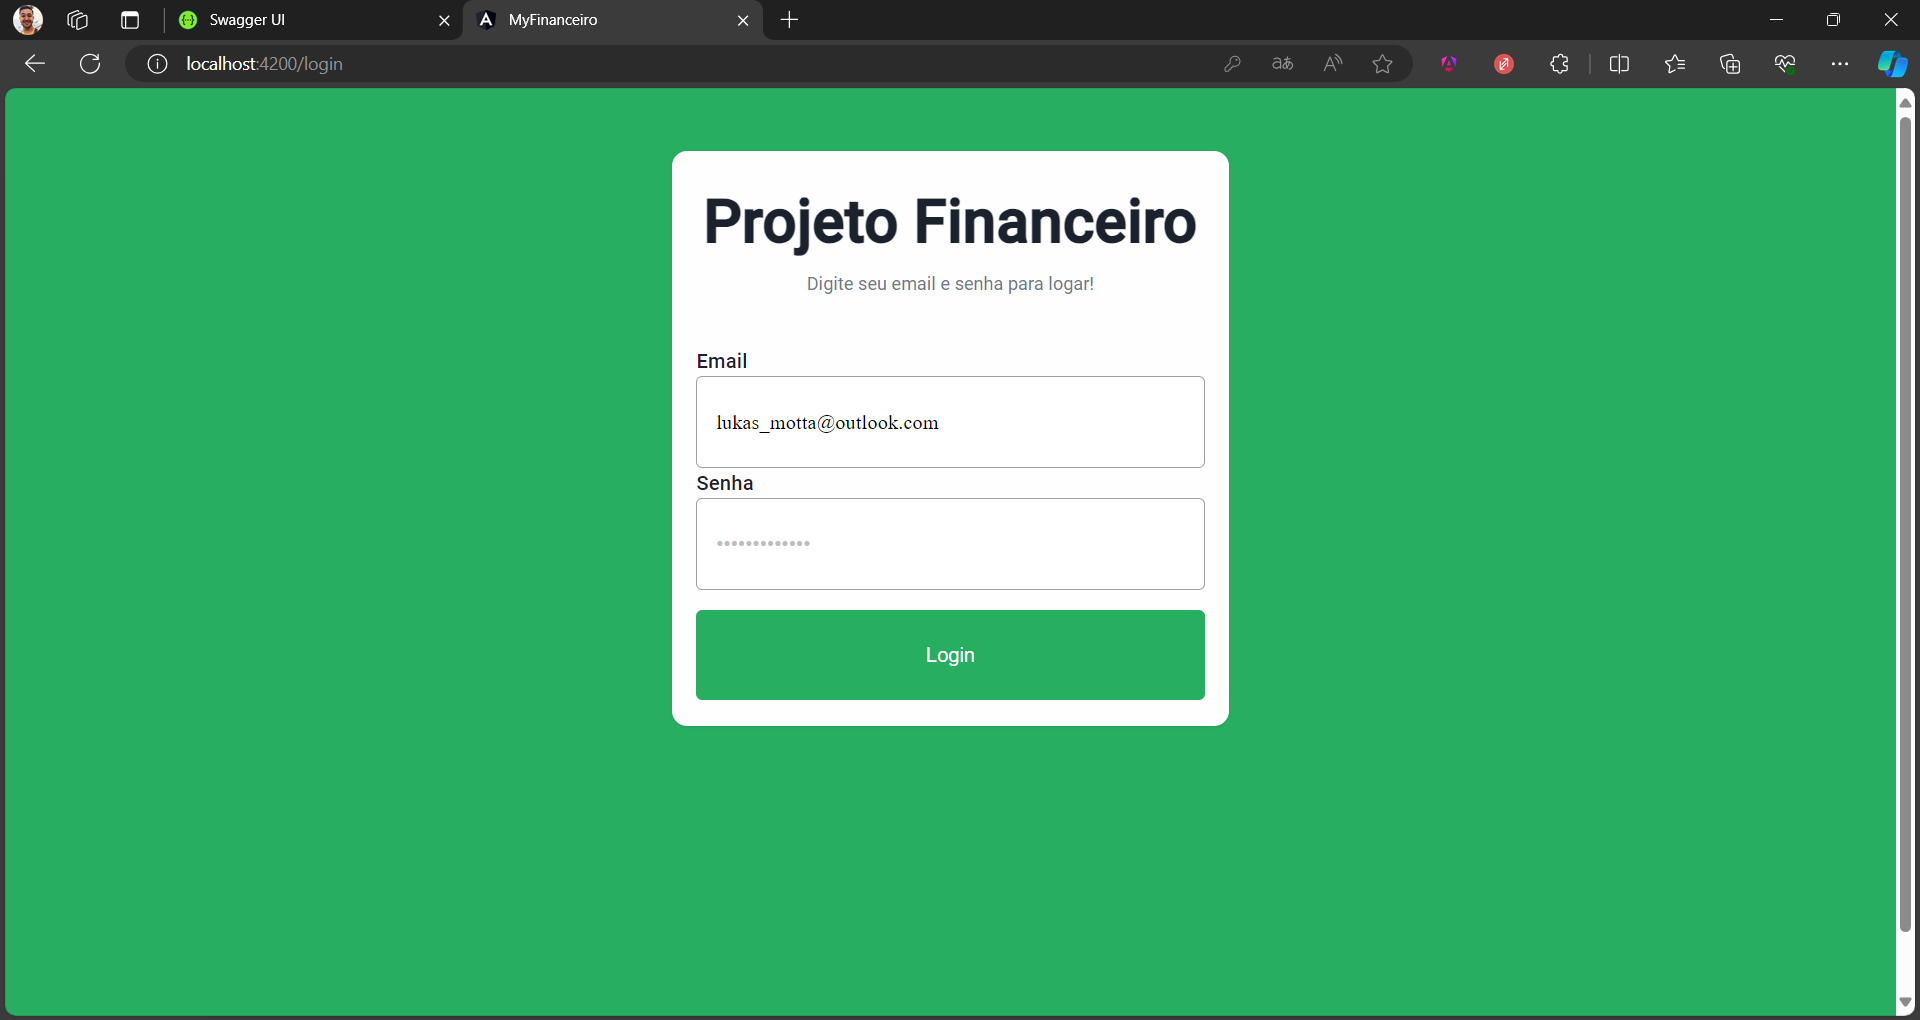 Swagger UI
MyFinanceiro
localhost:4200/login
Projeto Financeiro
Digite seu email e senha para logar!
Email
lukas_motta@outlook.com
Senha
•••••••••••••
Login